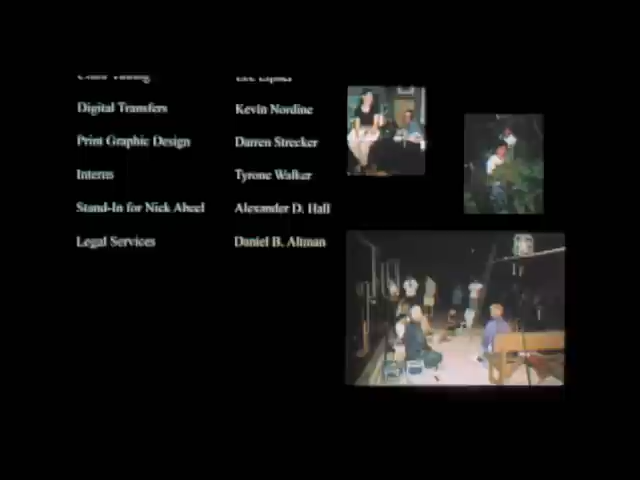 Digital Transfers Kevin Nordine
Print Graphic Design Darren Strecker
Interns Tyrone Walker
Stand-In for Nick Abeel Alexander D. Hall
Legal Services Daniel B. Altman